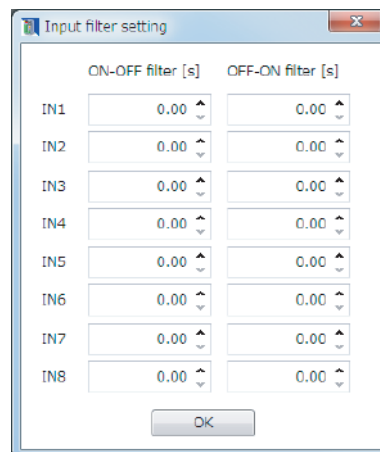 Input filter setting
ON-OFF filter [s] OFF-ON filter [s]
IN1 0.00 0.00
IN2 0.00 0.00
IN3 0.00 0.00
IN4 0.00 0.00
IN5 0.00 0.00
IN6 0.00 0.00
IN7 0.00 0.00
IN8 0.00 0.00
OK